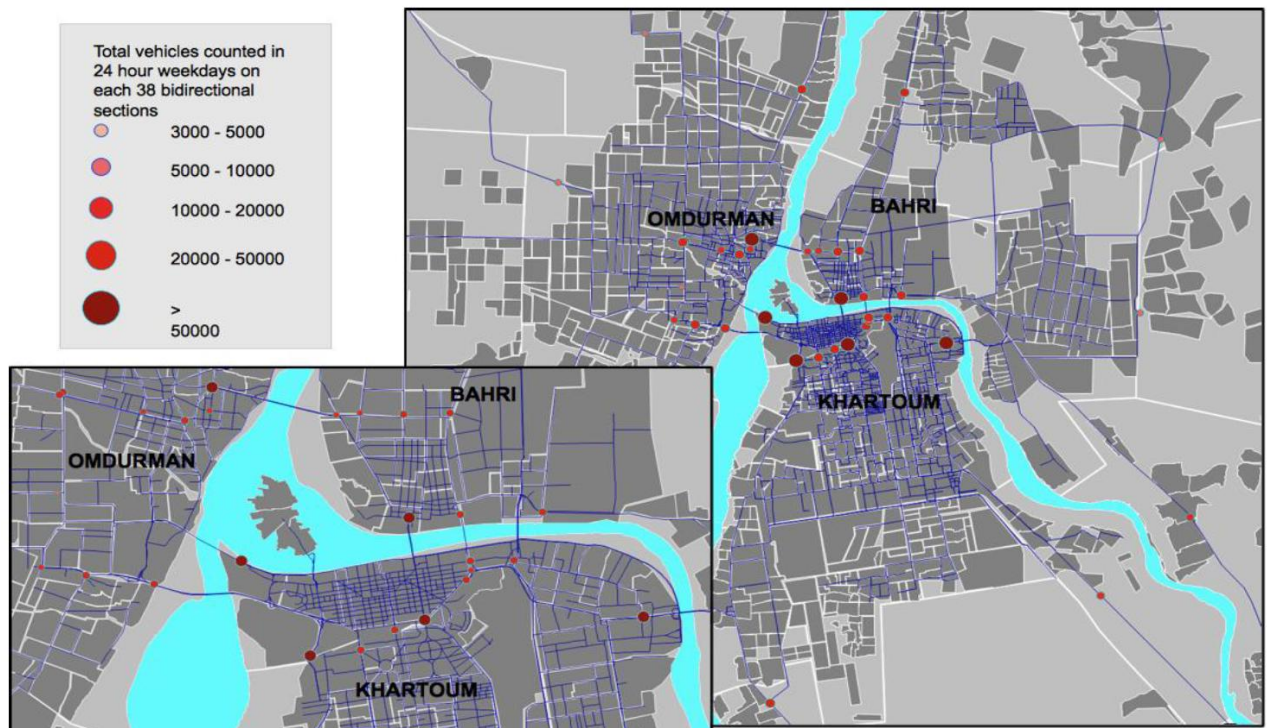 Total vehicles counted in
24 hour weekdays on
each 38 bidirectional
sections
3000 - 5000
5000 - 10000
10000 - 20000
20000 - 50000
>
50000
OMDURMAN
BAHRI
KHARTOUM
BAHRI
OMDURMAN
KHARTOUM